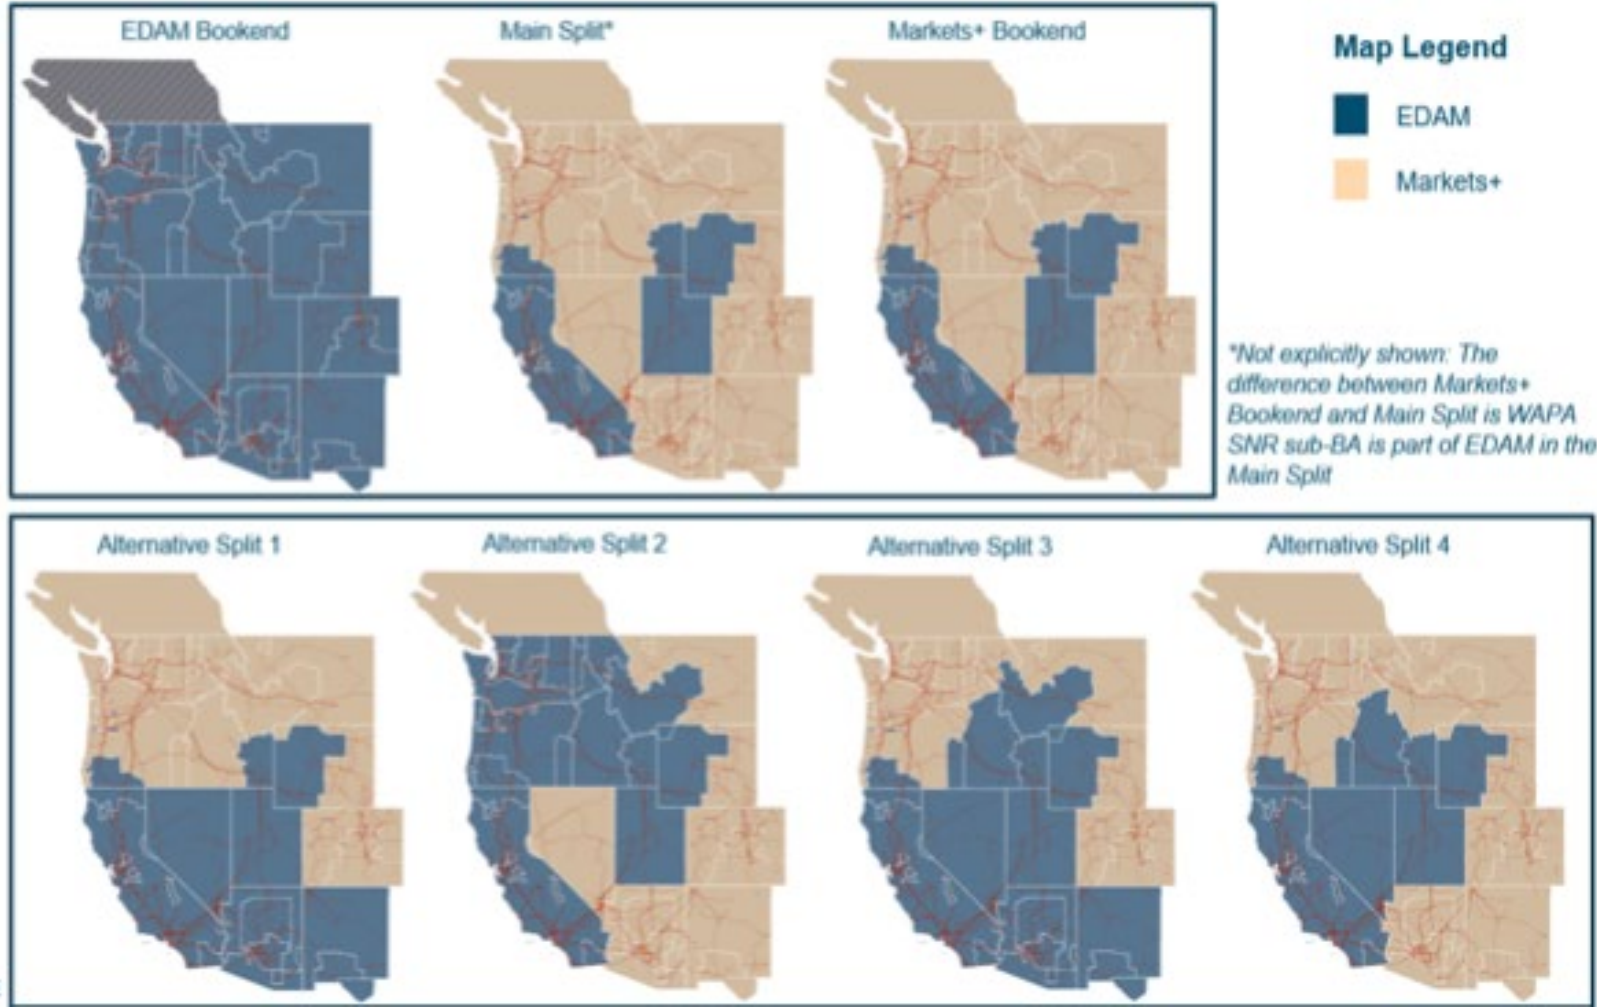 EDAM Bookend
Main Split*
Markets+ Bookend
Map Legend
EDAM
Markets+
*Not explicitly shown: The
difference between Markets+
Bookend and Main Split is WAPA
SNR sub-BA is part of EDAM in the
Main Split
Alternative Split 1
Alternative Split 2
Alternative Split 3
Alternative Split 4